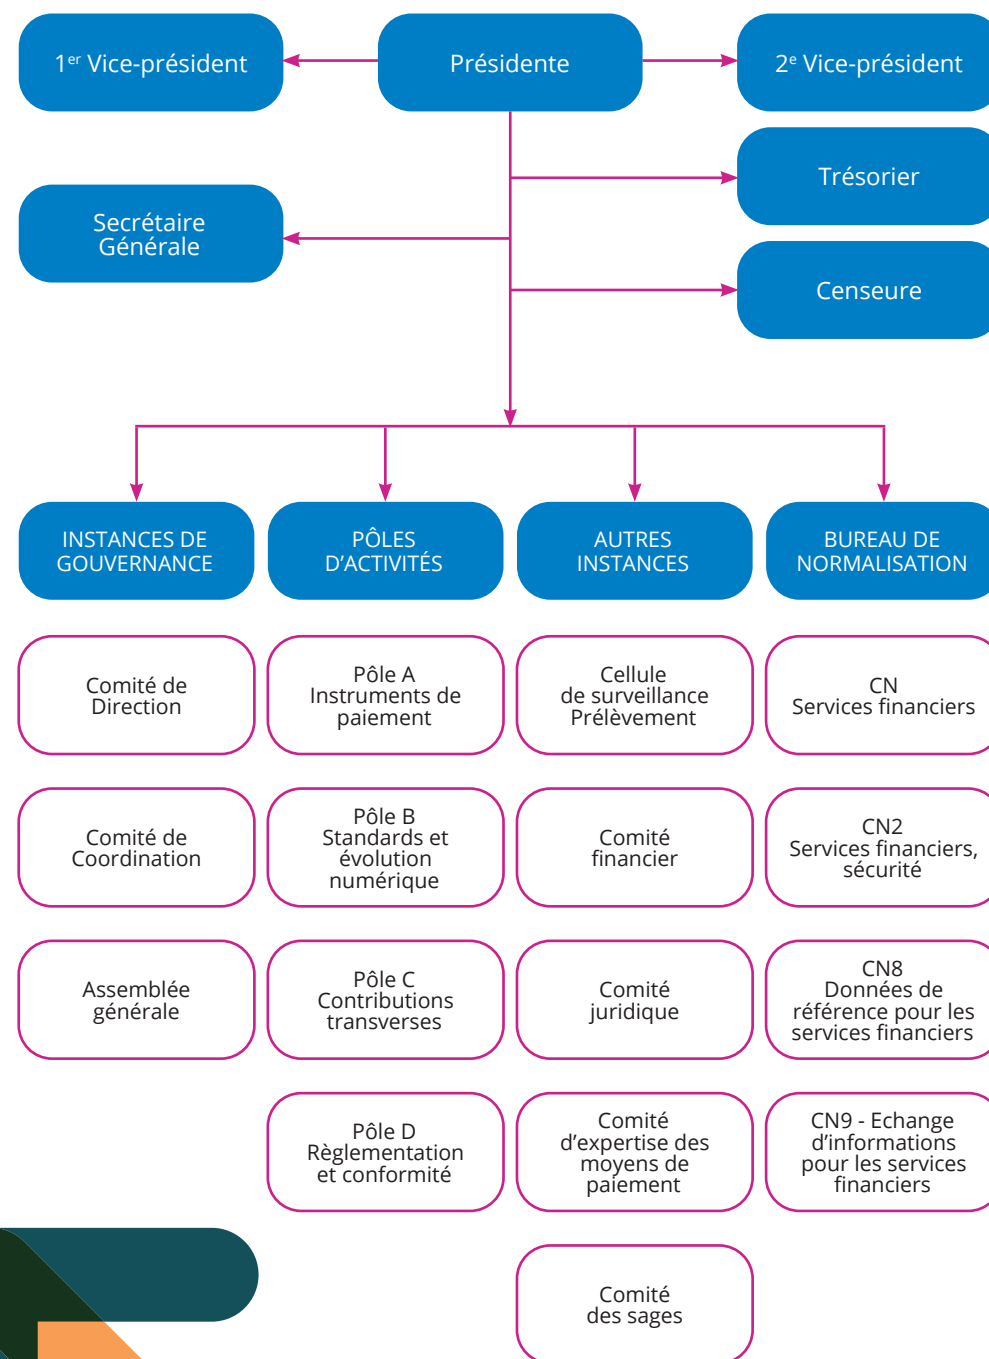 1er Vice-président
Présidente
2e Vice-président
Trésorier
Secrétaire
Générale
Censeure
INSTANCES DE
GOUVERNANCE
PÔLES
D’ACTIVITÉS
AUTRES
INSTANCES
BUREAU DE
NORMALISATION
Comité de
Direction
Pôle A
Instruments de
paiement
Cellule
de surveillance
Prélèvement
CN
Services financiers
Comité de
Coordination
Pôle B
Standards et
évolution
numérique
Comité
financier
CN2
Services financiers,
sécurité
Assemblée
générale
Pôle C
Contributions
transverses
Comité
juridique
CN8
Données de
référence pour les
services financiers
Pôle D
Règlementation
et conformité
Comité
d’expertise des
moyens de
paiement
CN9 - Echange
d’informations
pour les services
financiers
Comité
des sages